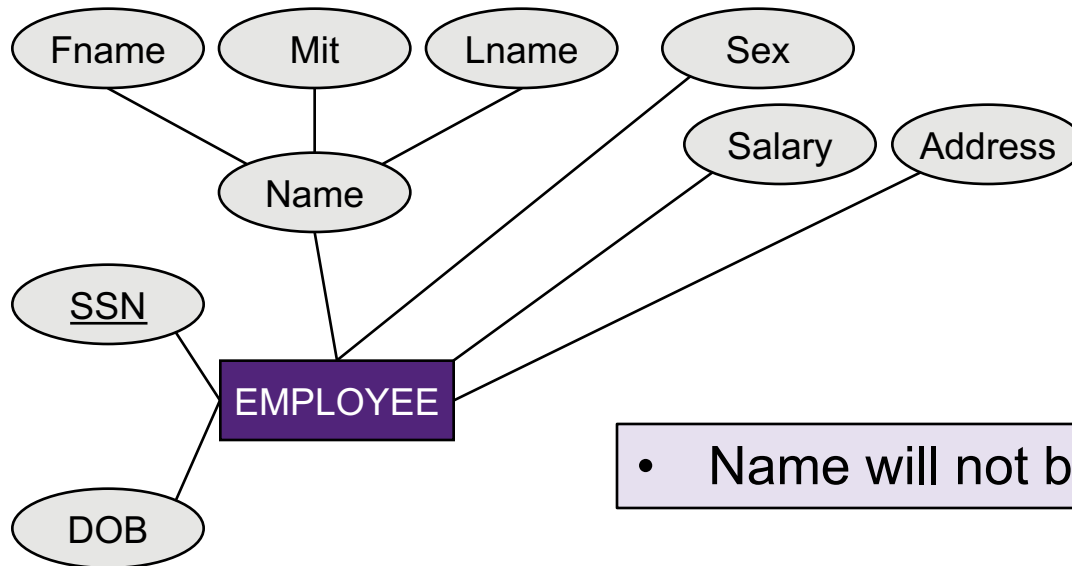 Fname Mit Lname Sex
Salary Address
Name
SSN
EMPLOYEE
• Name will not b
DOB